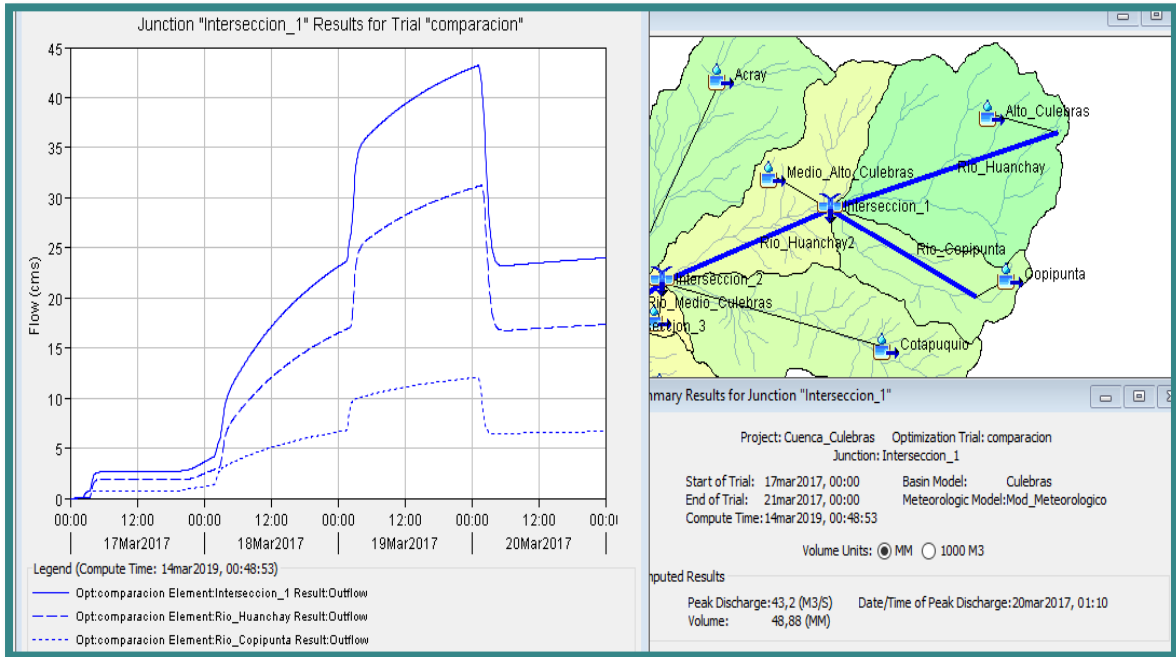 Junction "Interseccion_1" Results for Trial "comparacion"
45
40
35
30
25
20
15
10
5
0
Flow (cms)
00:00 12:00 00:00 12:00 00:00 12:00 00:00 12:00
17Mar2017 18Mar2017 19Mar2017 20Mar2017
Legend (Compute Time: 14mar2019, 00:48:53)
Opt:comparacion Element:Interseccion_1 Result:Outflow
Opt:comparacion Element:Rio_Huanchay Result:Outflow
Opt:comparacion Element:Rio_Copipunta Result:Outflow
Acray
Alto_Culebras
Medio_Alto_Culebras
Rio_Huanchay
Interseccion_1
Rio_Huanchay2
Rio_Copipunta
Interseccion_2
Copipunta
Rio_Medio_Culebras
eccion_3
Cotapuquio
mmary Results for Junction "Interseccion_1"
Project: Cuenca_Culebras Optimization Trial: comparacion
Junction: Interseccion_1
Start of Trial: 17mar2017, 00:00 Basin Model: Culebras
End of Trial: 21mar2017, 00:00 Meteorologic Model:Mod_Meteorologico
Compute Time:14mar2019, 00:48:53
Volume Units: MM 1000 M3
mputed Results
Peak Discharge:43,2 (M3/S) Date/Time of Peak Discharge:20mar2017, 01:10
Volume: 48,88 (MM)